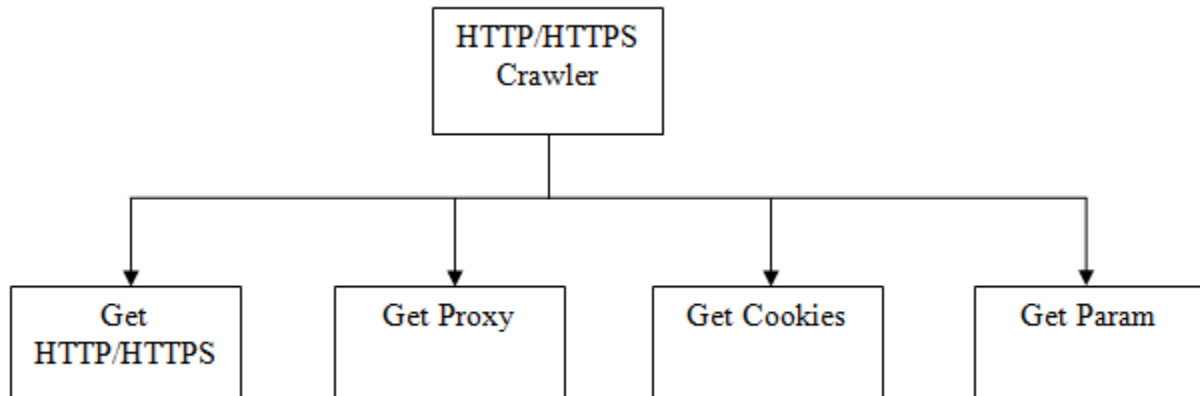 HTTP/HTTPS
Crawler
Get
HTTP/HTTPS
Get Proxy
Get Cookies
Get Param